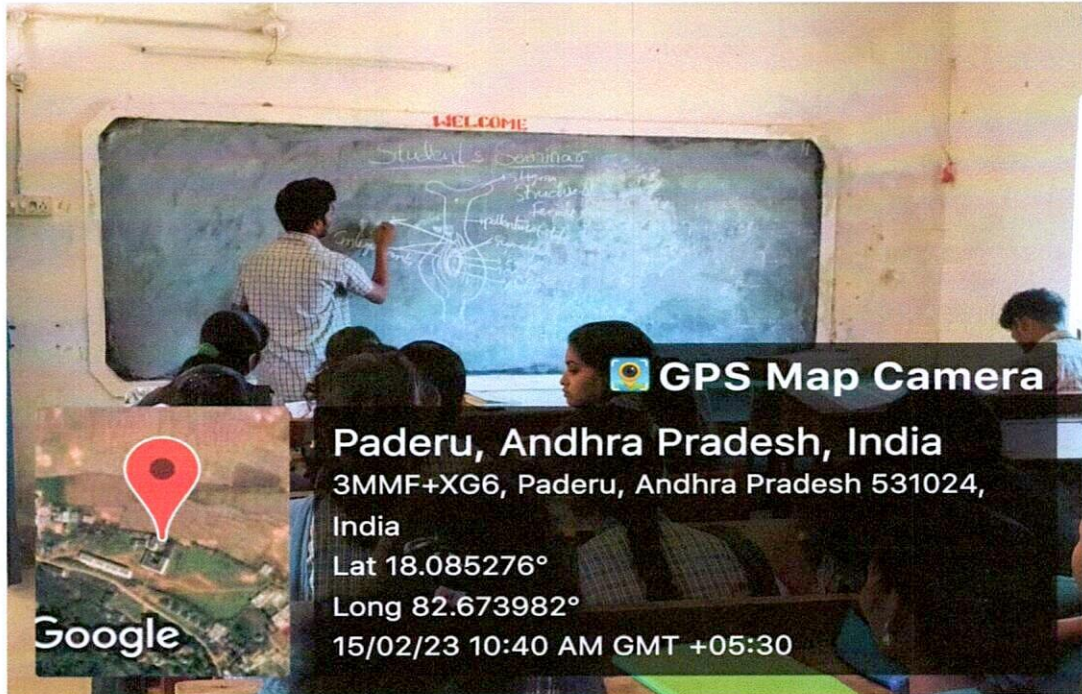 WELCOME
Student's Seminar
GPS Map Camera
Paderu, Andhra Pradesh, India
3MMF+XG6, Paderu, Andhra Pradesh 531024,
India
Lat 18.085276°
Long 82.673982°
15/02/23 10:40 AM GMT +05:30
Google